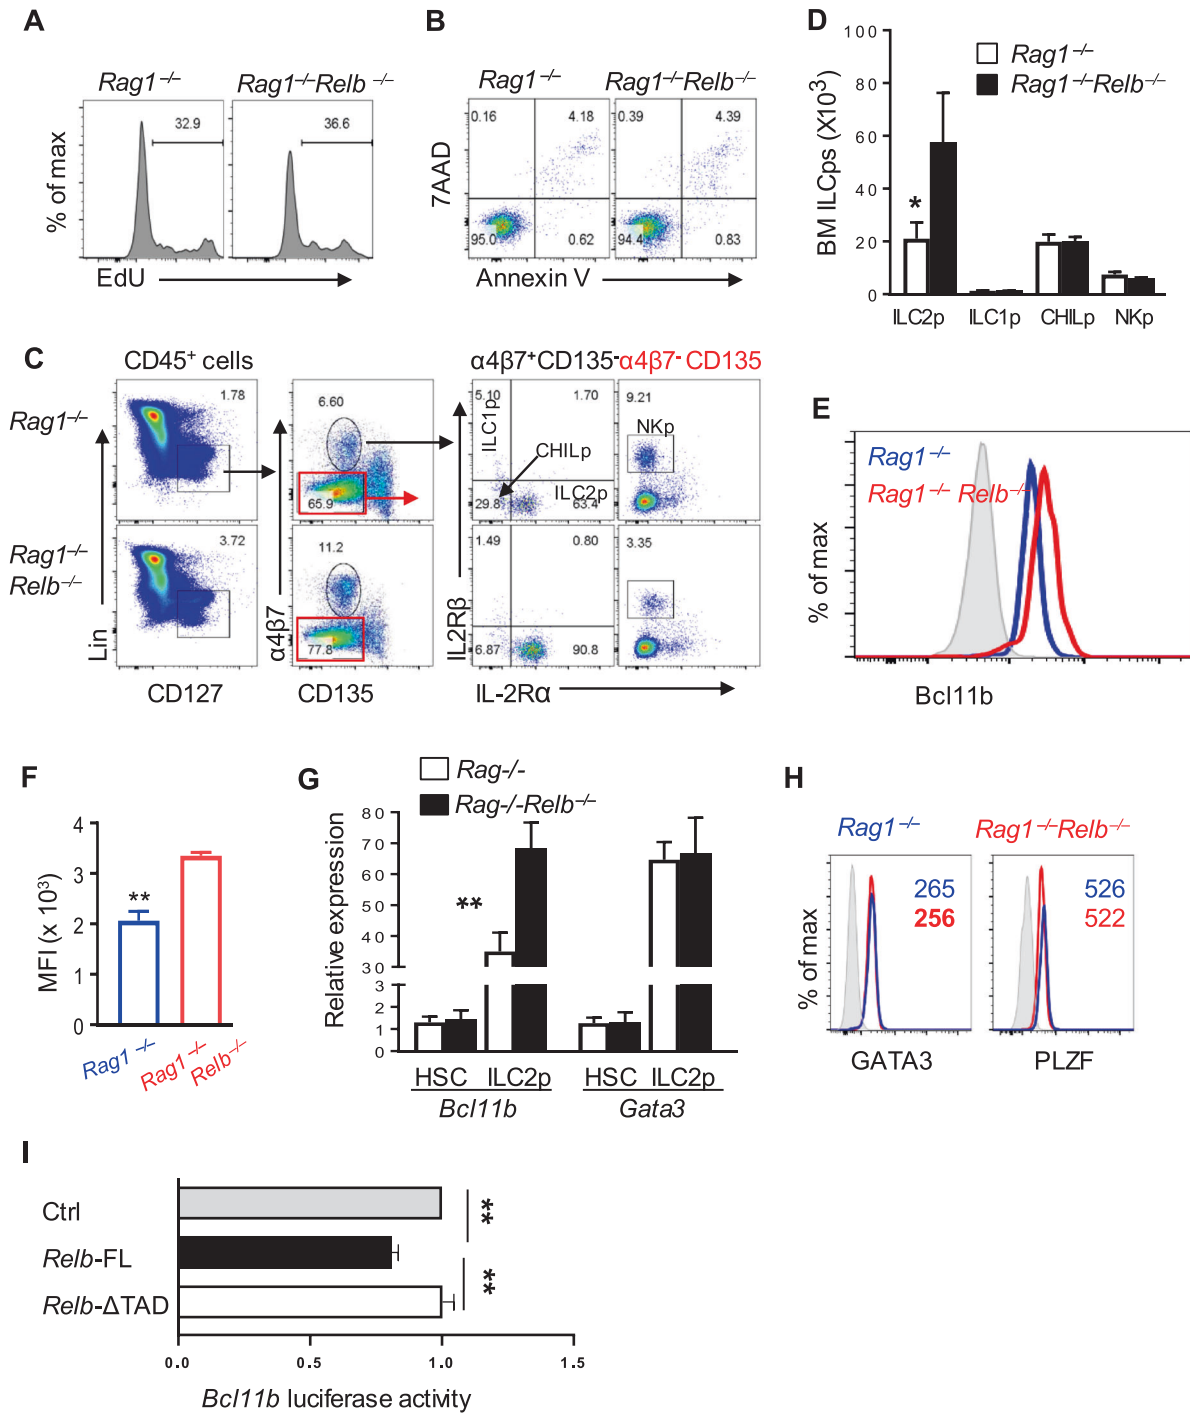 A
Rag1–/–
Rag1–/–Relb –/–
32.9
36.6
% of max
EdU
B
Rag1–/–
Rag1–/–Relb–/–
0.16
4.18
0.39
4.39
7AAD
95.0
0.62
94.4
0.83
Annexin V
D
100
80
60
40
20
0
BM ILCps (X10³)
Rag1–/–
Rag1–/–Relb–/–
*
ILC2p
ILC1p
CHILp
NKp
C
CD45+ cells
α4β7+CD135-
α4β7- CD135
Rag1–/–
1.78
6.60
65.9
5.10
1.70
ILC1p
CHILp
ILC2p
29.8
63.4
9.21
NKp
Rag1–/–
Relb–/–
3.72
11.2
77.8
1.49
0.80
6.87
90.8
3.35
Lin
α4β7
IL2Rβ
CD127
CD135
IL-2Rα
E
Rag1–/–
Rag1–/– Relb–/–
% of max
Bcl11b
F
4
3
2
1
0
MFI (x 10³)
**
Rag1 –/–
Rag1–/–
Relb–/–
G
Rag-/-
Rag-/-Relb–/–
Relative expression
80
70
60
50
40
30
3
2
1
0
**
HSC
ILC2p
HSC
ILC2p
Bcl11b
Gata3
H
Rag1–/–
Rag1–/–Relb–/–
265
256
526
522
% of max
GATA3
PLZF
I
Ctrl
Relb-FL
Relb-ΔTAD
**
**
0.0
0.5
1.0
1.5
Bcl11b luciferase activity